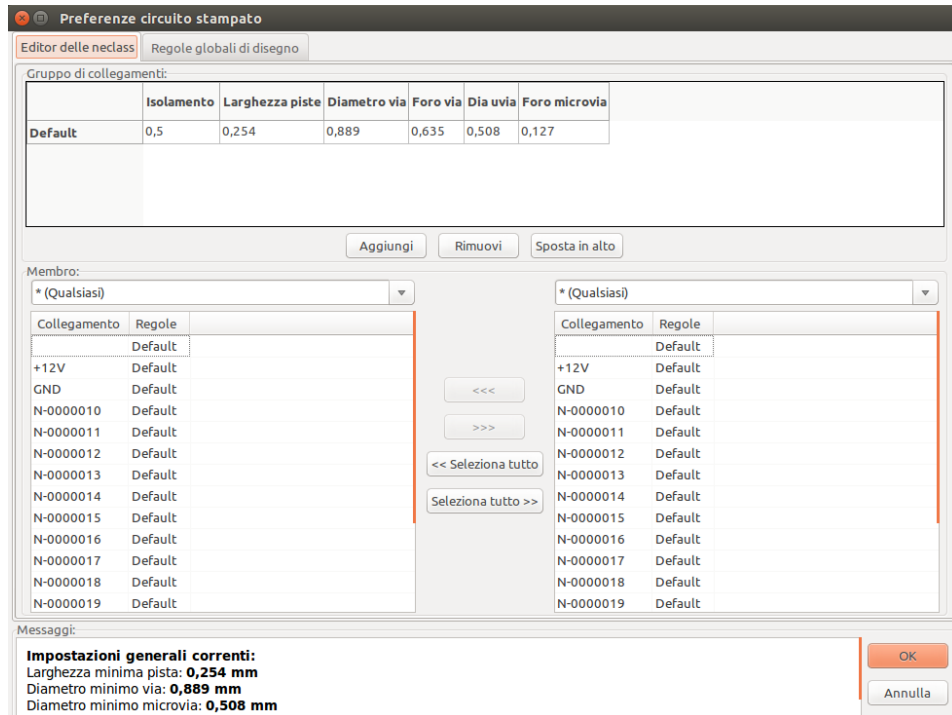 Preferenze circuito stampato
Editor delle neclass Regole globali di disegno
Gruppo di collegamenti:
Isolamento Larghezza piste Diametro via Foro via Dia uvia Foro microvia
Default 0,5 0,254 0,889 0,635 0,508 0,127
Aggiungi Rimuovi Sposta in alto
Membro:
* (Qualsiasi) * (Qualsiasi)
Collegamento Regole Collegamento Regole
Default Default
+12V Default +12V Default
GND Default <<< GND Default
N-0000010 Default N-0000010 Default
N-0000011 Default >>> N-0000011 Default
N-0000012 Default N-0000012 Default
N-0000013 Default << Seleziona tutto N-0000013 Default
N-0000014 Default N-0000014 Default
N-0000015 Default Seleziona tutto >> N-0000015 Default
N-0000016 Default N-0000016 Default
N-0000017 Default N-0000017 Default
N-0000018 Default N-0000018 Default
N-0000019 Default N-0000019 Default
Messaggi:
Impostazioni generali correnti:
OK
Larghezza minima pista: 0,254 mm
Diametro minimo via: 0,889 mm
Annulla
Diametro minimo microvia: 0,508 mm